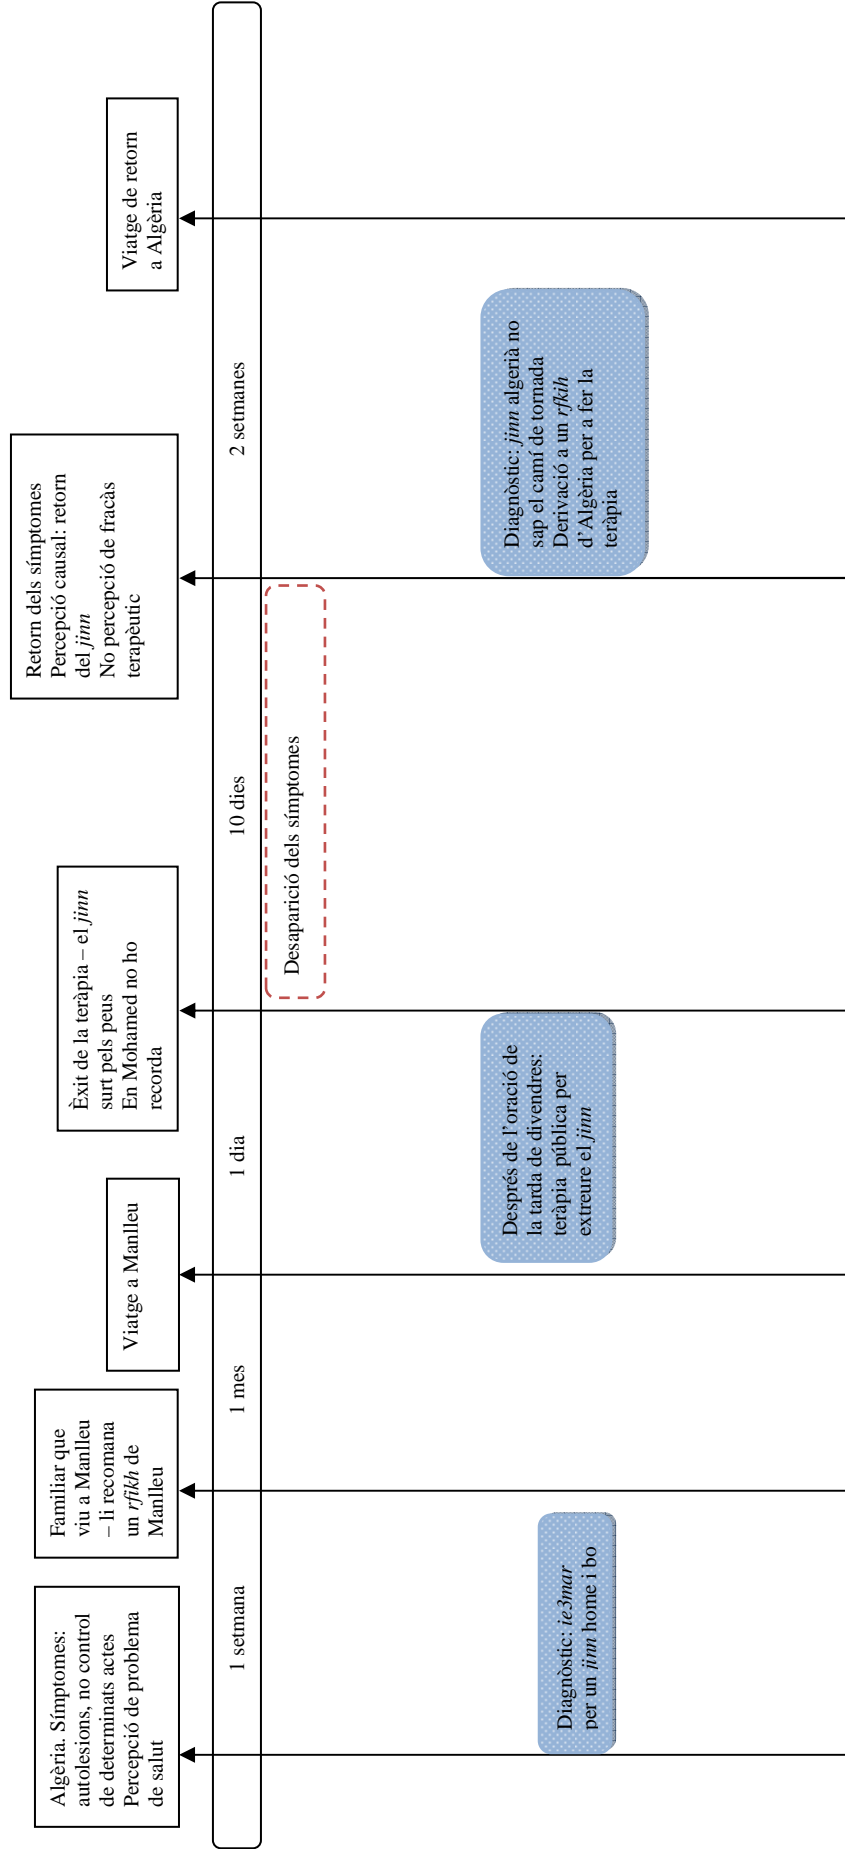 Algèria. Símptomes:
autolesions, no control
de determinats actes
Percepció de problema
de salut
Familiar que
viu a Manlleu
– li recomana
un rfikh de
Manlleu
Viatge a Manlleu
Èxit de la teràpia – el jinn
surt pels peus
En Mohamed no ho
recorda
Retorn dels símptomes
Percepció causal: retorn
del jinn
No percepció de fracàs
terapèutic
Viatge de retorn
a Algèria
1 setmana
1 mes
1 dia
10 dies
2 setmanes
Desaparició dels símptomes
Diagnòstic: ie3mar
per un jinn home i bo
Després de l’oració de
la tarda de divendres:
teràpia  pública per
extreure el jinn
Diagnòstic: jinn algerià no
sap el camí de tornada
Derivació a un rfkih
d’Algèria per a fer la
teràpia